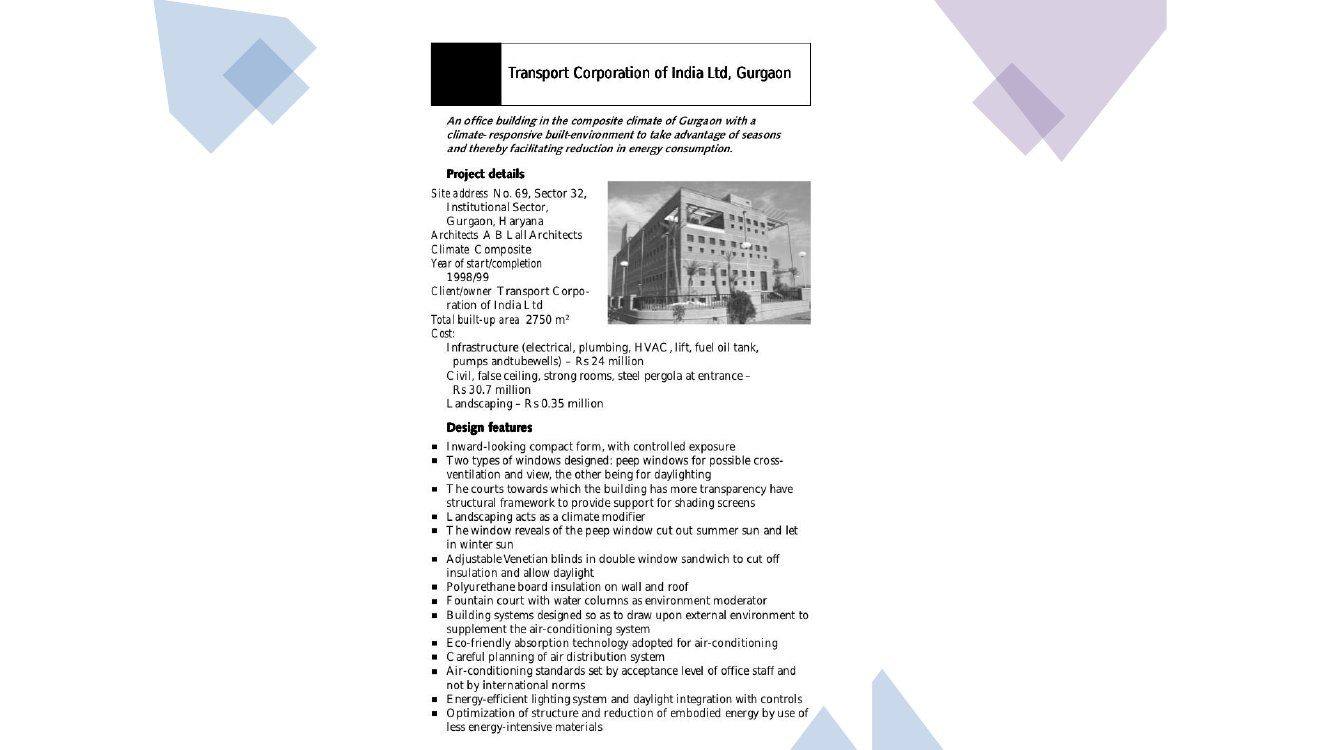 Transport Corporation of India Ltd, Gurgaon
An office building in the composite climate of Gurgaon with a
climate-responsive built-environment to take advantage of seasons
and thereby facilitating reduction in energy consumption.
Project details
Site address No. 69, Sector 32,
Institutional Sector,
Gurgaon, Haryana
Architects A B Lall Architects
Climate Composite
Year of start/completion
1998/99
Client/owner Transport Corpo-
ration of India Ltd
Total built-up area 2750 m²
Cost:
Infrastructure (electrical, plumbing, HVAC, lift, fuel oil tank,
pumps andtubewells) – Rs 24 million
Civil, false ceiling, strong rooms, steel pergola at entrance –
Rs 30.7 million
Landscaping – Rs 0.35 million
Design features
▪ Inward-looking compact form, with controlled exposure
▪ Two types of windows designed: peep windows for possible cross-
ventilation and view, the other being for daylighting
▪ The courts towards which the building has more transparency have
structural framework to provide support for shading screens
▪ Landscaping acts as a climate modifier
▪ The window reveals of the peep window cut out summer sun and let
in winter sun
▪ Adjustable Venetian blinds in double window sandwich to cut off
insulation and allow daylight
▪ Polyurethane board insulation on wall and roof
▪ Fountain court with water columns as environment moderator
▪ Building systems designed so as to draw upon external environment to
supplement the air-conditioning system
▪ Eco-friendly absorption technology adopted for air-conditioning
▪ Careful planning of air distribution system
▪ Air-conditioning standards set by acceptance level of office staff and
not by international norms
▪ Energy-efficient lighting system and daylight integration with controls
▪ Optimization of structure and reduction of embodied energy by use of
less energy-intensive materials